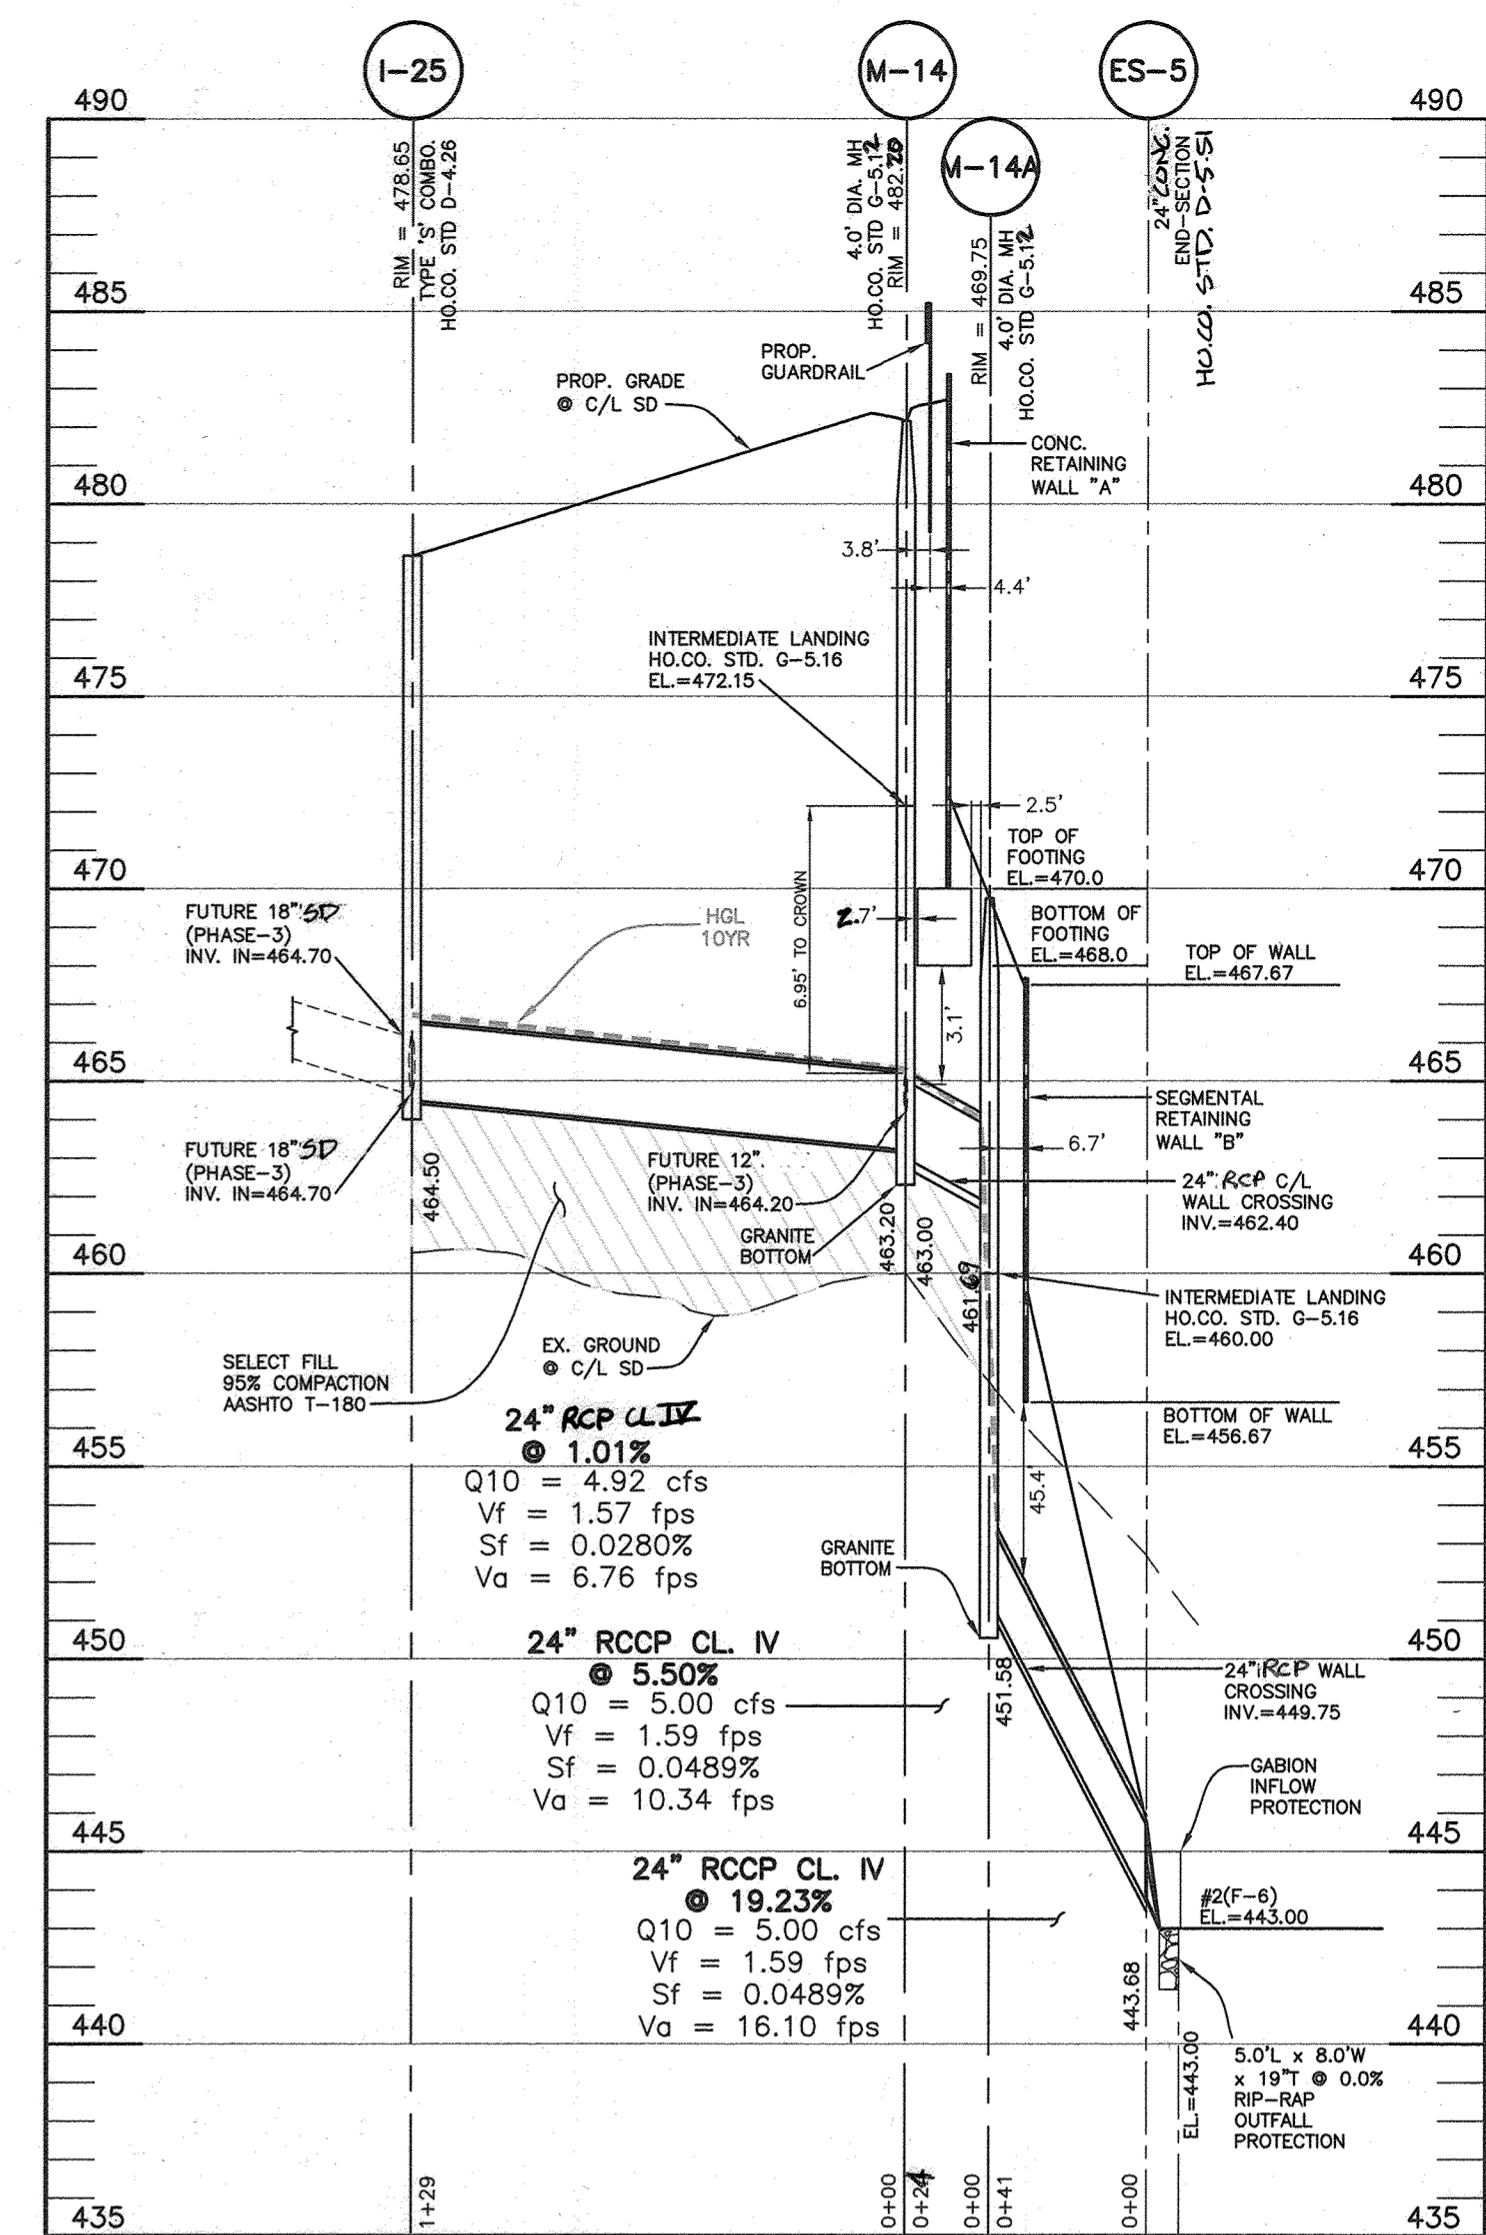 I-25
M-14
M-14A
ES-5
490
490
RIM = 478.65
TYPE 'S' COMBO.
HO.CO. STD D-4.26
4.0' DIA. MH
HO.CO. STD G-5.12
RIM = 482.20
RIM = 469.75
4.0' DIA. MH
HO.CO. STD G-5.12
24" CONC.
END-SECTION
HO.CO. STD. D-5.51
485
485
PROP. GRADE
@ C/L SD
PROP.
GUARDRAIL
CONC.
RETAINING
WALL "A"
480
480
3.8'
4.4'
INTERMEDIATE LANDING
HO.CO. STD. G-5.16
EL.=472.15
475
475
2.5'
TOP OF
FOOTING
EL.=470.0
470
470
6.95' TO CROWN
FUTURE 18" SD
(PHASE-3)
INV. IN=464.70
HGL
10YR
2.7'
BOTTOM OF
FOOTING
EL.=468.0
TOP OF WALL
EL.=467.67
3.1'
465
465
SEGMENTAL
RETAINING
WALL "B"
FUTURE 18" SD
(PHASE-3)
INV. IN=464.70
464.50
FUTURE 12"
(PHASE-3)
INV. IN=464.20
6.7'
24" RCP C/L
WALL CROSSING
INV.=462.40
GRANITE
BOTTOM
463.20
463.00
461.69
460
460
INTERMEDIATE LANDING
HO.CO. STD. G-5.16
EL.=460.00
SELECT FILL
95% COMPACTION
AASHTO T-180
EX. GROUND
@ C/L SD
BOTTOM OF WALL
EL.=456.67
24" RCP CL IV
@ 1.01%
Q10 = 4.92 cfs
Vf = 1.57 fps
Sf = 0.0280%
Va = 6.76 fps
455
455
45.4'
GRANITE
BOTTOM
24" RCCP CL. IV
@ 5.50%
Q10 = 5.00 cfs
Vf = 1.59 fps
Sf = 0.0489%
Va = 10.34 fps
450
450
451.58
24" RCP WALL
CROSSING
INV.=449.75
GABION
INFLOW
PROTECTION
445
445
24" RCCP CL. IV
@ 19.23%
Q10 = 5.00 cfs
Vf = 1.59 fps
Sf = 0.0489%
Va = 16.10 fps
#2(F-6)
EL.=443.00
443.68
440
440
EL.=443.00
5.0'L x 8.0'W
x 19"T @ 0.0%
RIP-RAP
OUTFALL
PROTECTION
1+29
0+00
0+24
0+00
0+41
0+00
435
435